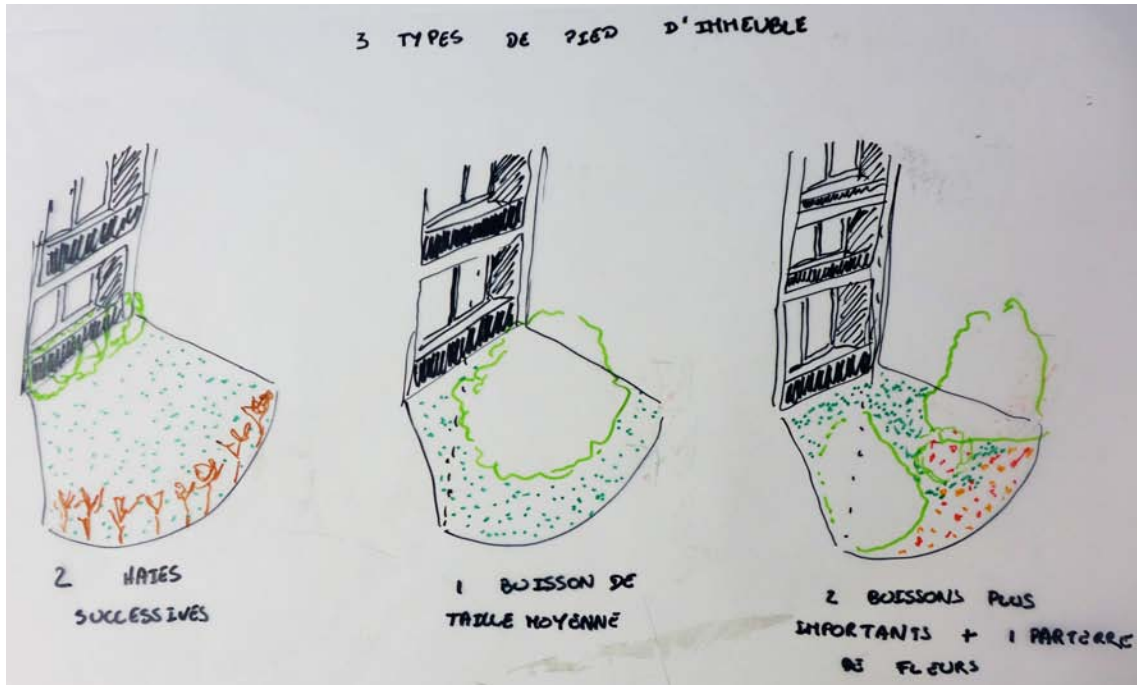 3 TYPES DE PIED D'IMMEUBLE
2 HAIES
SUCCESSIVES
1 BUISSON DE
TAILLE MOYENNE
2 BUISSONS PLUS
IMPORTANTS + 1 PARTERRE
DE FLEURS